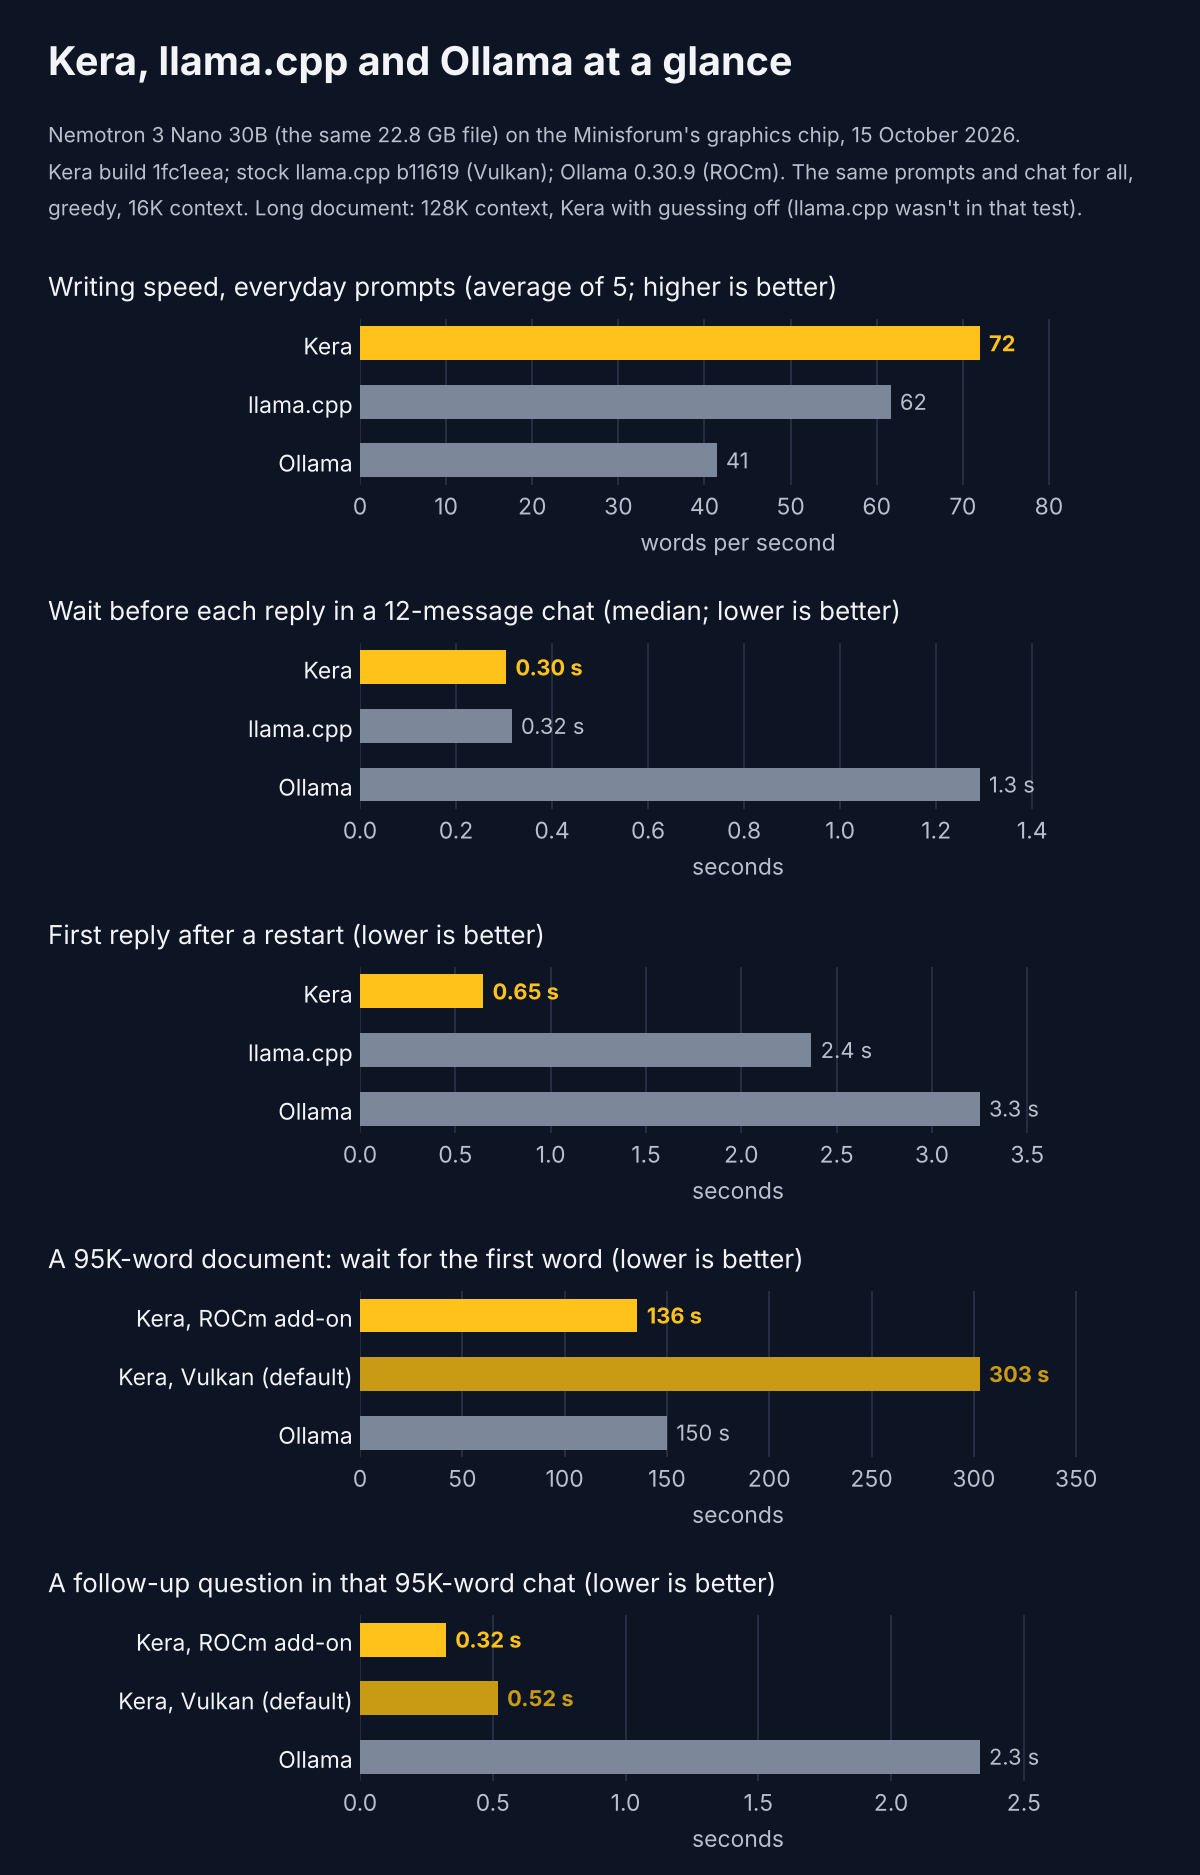 Kera, llama.cpp and Ollama at a glance
Nemotron 3 Nano 30B (the same 22.8 GB file) on the Minisforum's graphics chip, 15 October 2026.
Kera build 1fc1eea; stock llama.cpp b11619 (Vulkan); Ollama 0.30.9 (ROCm). The same prompts and chat for all,
greedy, 16K context. Long document: 128K context, Kera with guessing off (llama.cpp wasn't in that test).
Writing speed, everyday prompts (average of 5; higher is better)
Kera 72
llama.cpp 62
Ollama 41
0 10 20 30 40 50 60 70 80
words per second
Wait before each reply in a 12-message chat (median; lower is better)
Kera 0.30 s
llama.cpp 0.32 s
Ollama 1.3 s
0.0 0.2 0.4 0.6 0.8 1.0 1.2 1.4
seconds
First reply after a restart (lower is better)
Kera 0.65 s
llama.cpp 2.4 s
Ollama 3.3 s
0.0 0.5 1.0 1.5 2.0 2.5 3.0 3.5
seconds
A 95K-word document: wait for the first word (lower is better)
Kera, ROCm add-on 136 s
Kera, Vulkan (default) 303 s
Ollama 150 s
0 50 100 150 200 250 300 350
seconds
A follow-up question in that 95K-word chat (lower is better)
Kera, ROCm add-on 0.32 s
Kera, Vulkan (default) 0.52 s
Ollama 2.3 s
0.0 0.5 1.0 1.5 2.0 2.5
seconds